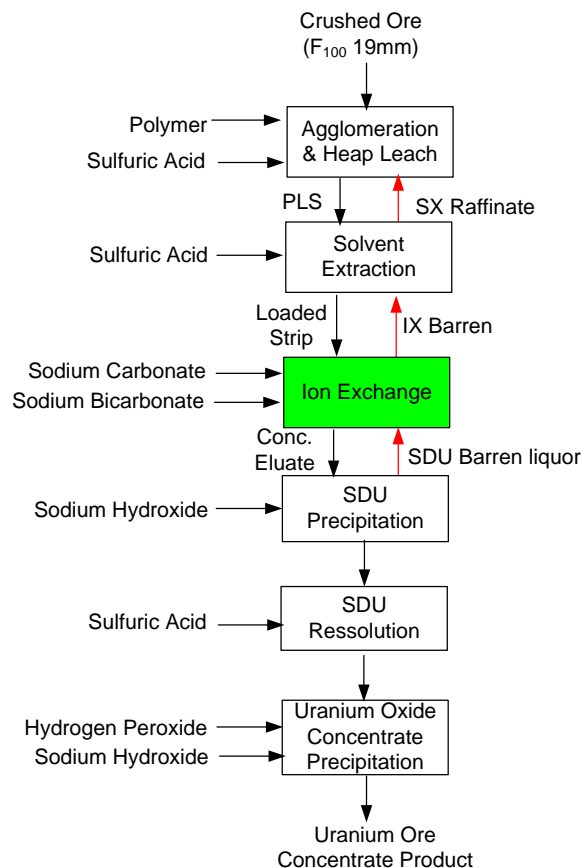 Crushed Ore
(F100 19mm)
Polymer
Sulfuric Acid
Agglomeration
& Heap Leach
PLS
SX Raffinate
Sulfuric Acid
Solvent
Extraction
Loaded
Strip
IX Barren
Sodium Carbonate
Sodium Bicarbonate
Ion Exchange
Conc.
Eluate
SDU Barren liquor
Sodium Hydroxide
SDU
Precipitation
Sulfuric Acid
SDU
Ressolution
Hydrogen Peroxide
Sodium Hydroxide
Uranium Oxide
Concentrate
Precipitation
Uranium Ore
Concentrate Product